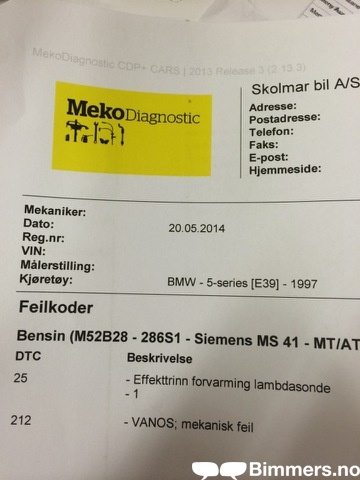 MekoDiagnostic CDP+ CARS | 2013 Release 3 (2.13.3)
MekoDiagnostic
Skolmar bil A/S
Adresse:
Postadresse:
Telefon:
Faks:
E-post:
Hjemmeside:
Mekaniker:
Dato: 20.05.2014
Reg.nr:
VIN:
Målerstilling:
Kjøretøy: BMW - 5-series [E39] - 1997
Feilkoder
Bensin (M52B28 - 286S1 - Siemens MS 41 - MT/AT
DTC Beskrivelse
25 - Effekttrinn forvarming lambdasonde
- 1
212 - VANOS; mekanisk feil
Bimmers.no